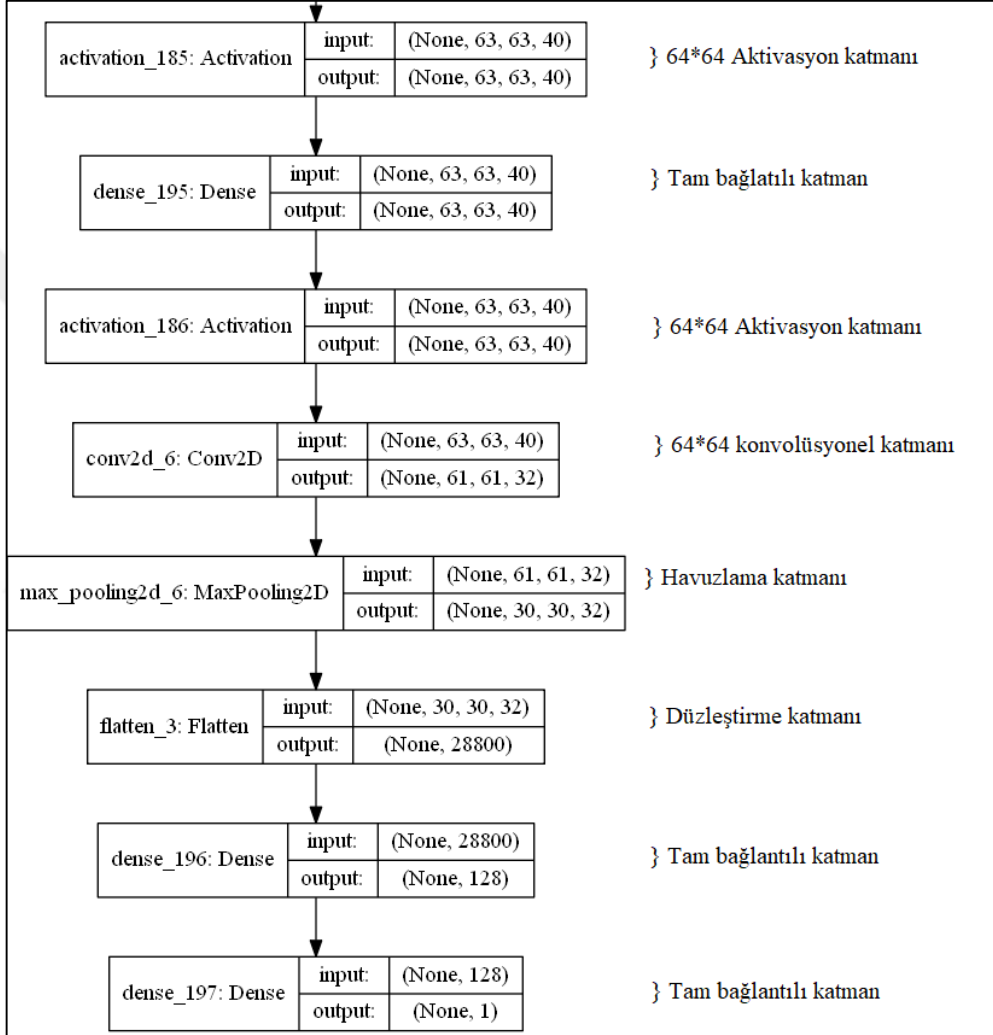 activation_185: Activation input: (None, 63, 63, 40) } 64*64 Aktivasyon katmanı
output: (None, 63, 63, 40)
dense_195: Dense input: (None, 63, 63, 40) } Tam bağlatılı katman
output: (None, 63, 63, 40)
activation_186: Activation input: (None, 63, 63, 40) } 64*64 Aktivasyon katmanı
output: (None, 63, 63, 40)
conv2d_6: Conv2D input: (None, 63, 63, 40) } 64*64 konvolüsyonel katmanı
output: (None, 61, 61, 32)
max_pooling2d_6: MaxPooling2D input: (None, 61, 61, 32) } Havuzlama katmanı
output: (None, 30, 30, 32)
flatten_3: Flatten input: (None, 30, 30, 32) } Düzleştirme katmanı
output: (None, 28800)
dense_196: Dense input: (None, 28800) } Tam bağlantılı katman
output: (None, 128)
dense_197: Dense input: (None, 128) } Tam bağlantılı katman
output: (None, 1)